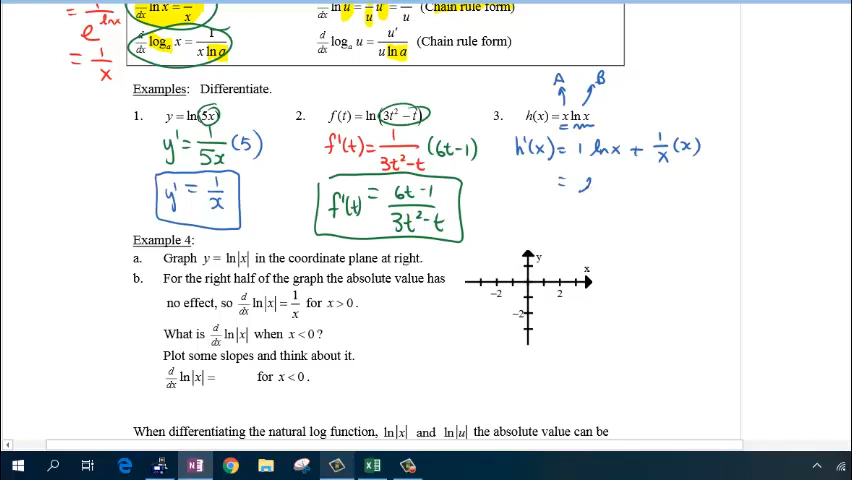 = 1/e^lnx
= 1/x
d/dx ln x = 1/x
d/dx ln u = 1/u u' = u'/u (Chain rule form)
d/dx log_a x = 1/(x ln a)
d/dx log_a u = u'/(u ln a) (Chain rule form)
Examples: Differentiate.
1. y = ln(5x)
y' = 1/5x (5)
y' = 1/x
2. f(t) = ln(3t² − t)
f'(t) = 1/(3t²-t) (6t-1)
f'(t) = (6t-1)/(3t²-t)
A B
3. h(x) = x ln x
h'(x) = 1 lnx + 1/x (x)
=
Example 4:
a. Graph y = ln|x| in the coordinate plane at right.
b. For the right half of the graph the absolute value has
no effect, so d/dx ln|x| = 1/x for x > 0.
What is d/dx ln|x| when x < 0?
Plot some slopes and think about it.
d/dx ln|x| = for x < 0.
y
x
−2 2
−2
When differentiating the natural log function, ln|x| and ln|u| the absolute value can be